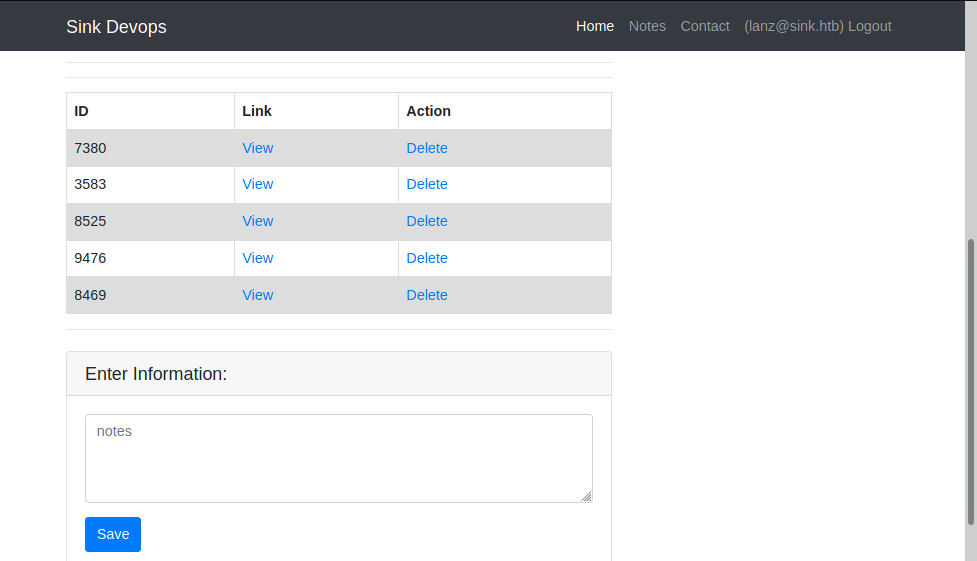 Sink Devops Home Notes Contact (lanz@sink.htb) Logout
ID Link Action
7380 View Delete
3583 View Delete
8525 View Delete
9476 View Delete
8469 View Delete
Enter Information:
notes
Save